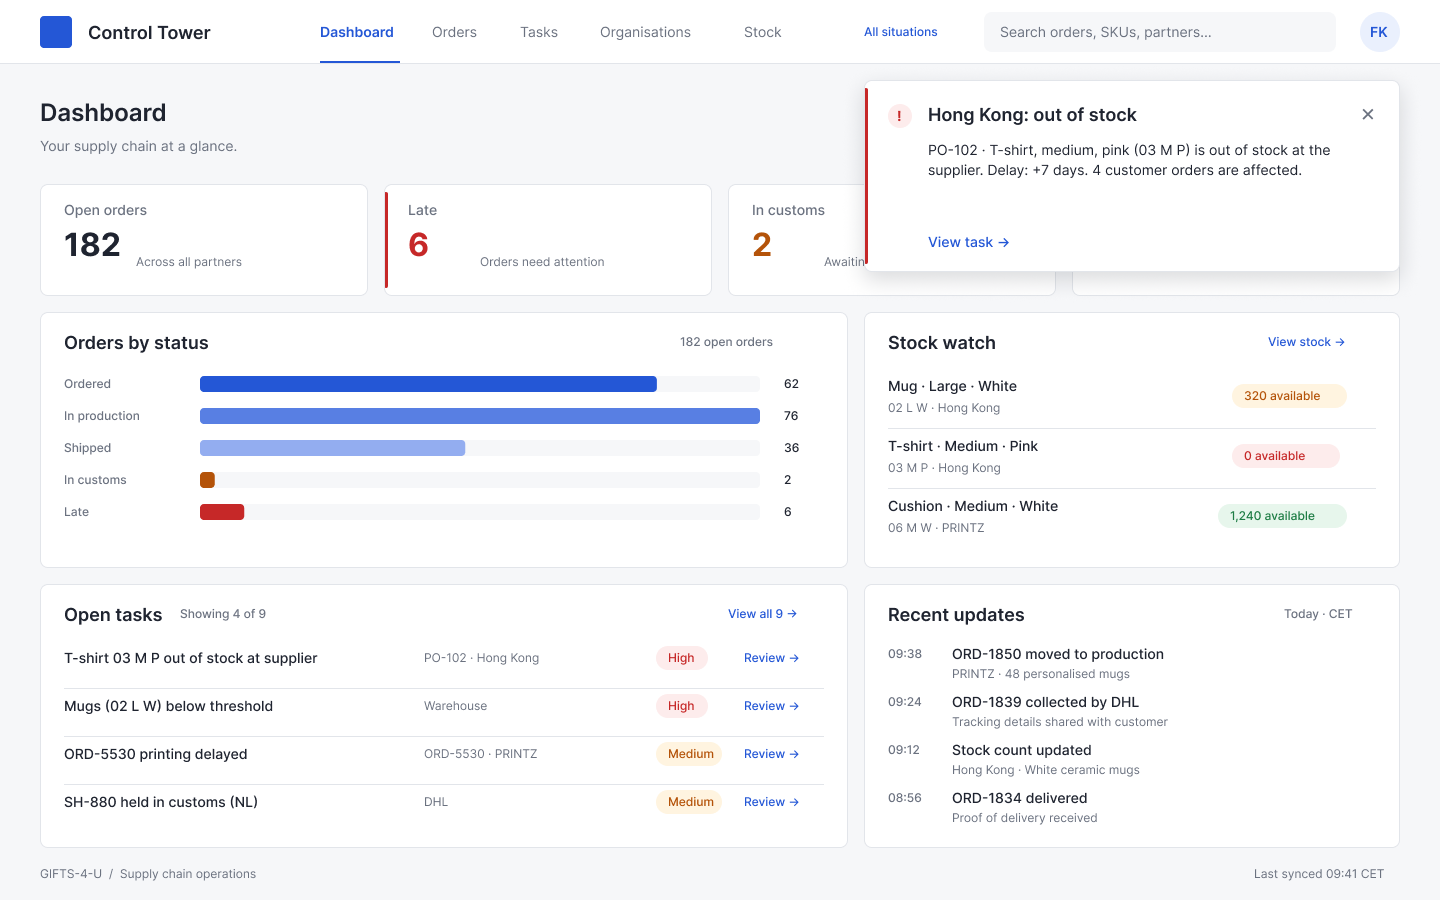 Control Tower
Dashboard
Orders
Tasks
Organisations
Stock
All situations
Search orders, SKUs, partners...
FK
Dashboard
Your supply chain at a glance.
!
Hong Kong: out of stock
✕
PO-102 · T-shirt, medium, pink (03 M P) is out of stock at the
supplier. Delay: +7 days. 4 customer orders are affected.
View task →
Open orders
182
Across all partners
Late
6
Orders need attention
In customs
2
Orders by status
182 open orders
Ordered
62
In production
76
Shipped
36
In customs
2
Late
6
Stock watch
View stock →
Mug · Large · White
02 L W · Hong Kong
320 available
T-shirt · Medium · Pink
03 M P · Hong Kong
0 available
Cushion · Medium · White
06 M W · PRINTZ
1,240 available
Open tasks
Showing 4 of 9
View all 9 →
T-shirt 03 M P out of stock at supplier
PO-102 · Hong Kong
High
Review →
Mugs (02 L W) below threshold
Warehouse
High
Review →
ORD-5530 printing delayed
ORD-5530 · PRINTZ
Medium
Review →
SH-880 held in customs (NL)
DHL
Medium
Review →
Recent updates
Today · CET
09:38
ORD-1850 moved to production
PRINTZ · 48 personalised mugs
09:24
ORD-1839 collected by DHL
Tracking details shared with customer
09:12
Stock count updated
Hong Kong · White ceramic mugs
08:56
ORD-1834 delivered
Proof of delivery received
GIFTS-4-U / Supply chain operations
Last synced 09:41 CET